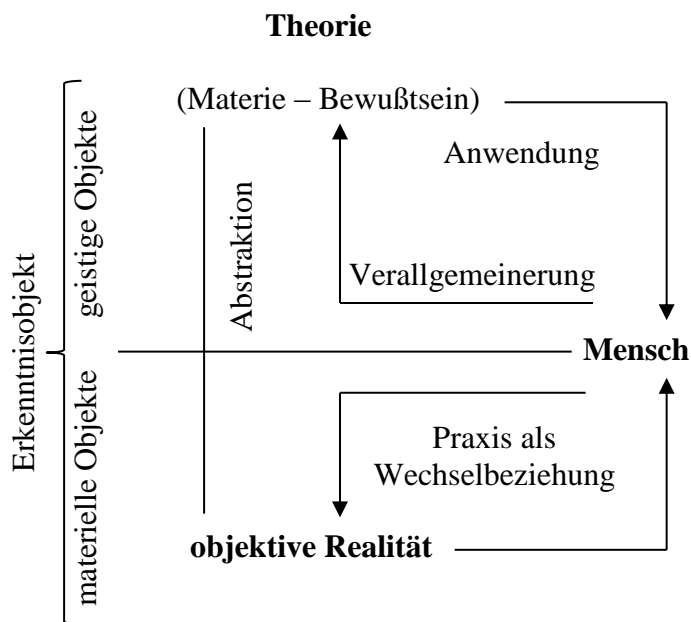 Theorie
(Materie – Bewußtsein)
Anwendung
Abstraktion
Verallgemeinerung
geistige Objekte
Erkenntnisobjekt
Mensch
materielle Objekte
Praxis als
Wechselbeziehung
objektive Realität